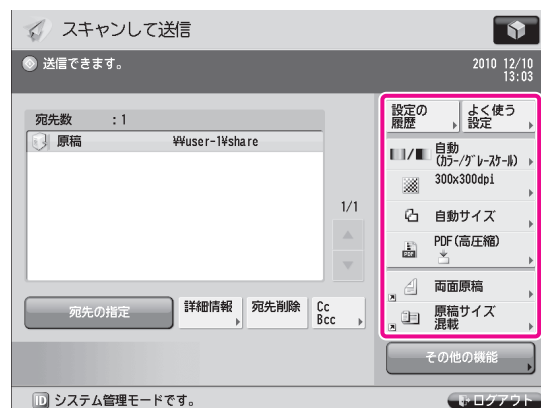 スキャンして送信
送信できます。
2010 12/10
13:03
宛先数 :1
原稿 ¥¥user-1¥share
1/1
宛先の指定
詳細情報
宛先削除
Cc
Bcc
設定の
履歴
よく使う
設定
自動
(カラー/グレースケール)
300x300dpi
自動サイズ
PDF
PDF(高圧縮)
両面原稿
原稿サイズ
混載
その他の機能
ID システム管理モードです。
ログアウト